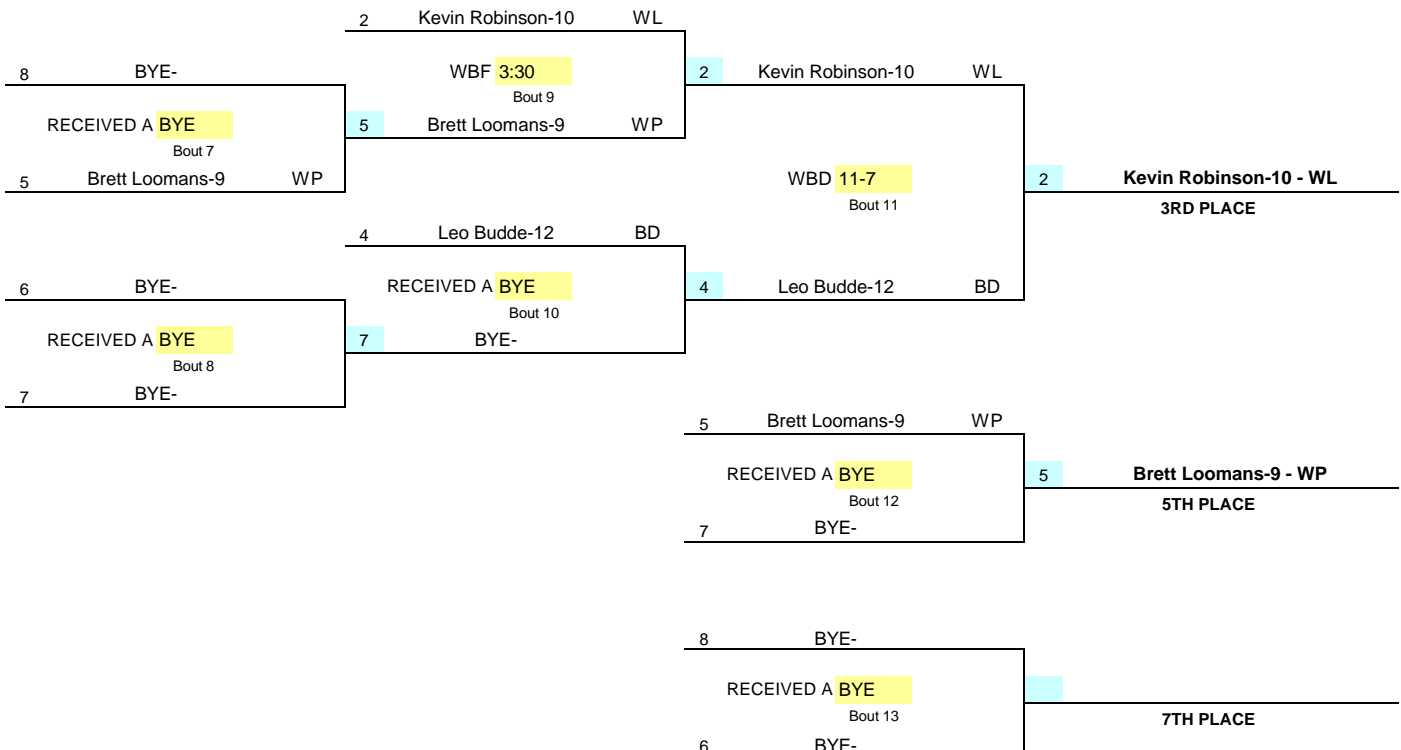 2 Kevin Robinson-10 WL
8 BYE- WBF 3:30 2 Kevin Robinson-10 WL
Bout 9
RECEIVED A BYE 5 Brett Loomans-9 WP
Bout 7
5 Brett Loomans-9 WP WBD 11-7 2 Kevin Robinson-10 - WL
Bout 11 3RD PLACE
4 Leo Budde-12 BD
6 BYE- RECEIVED A BYE 4 Leo Budde-12 BD
Bout 10
RECEIVED A BYE 7 BYE-
Bout 8
7 BYE-
5 Brett Loomans-9 WP
RECEIVED A BYE 5 Brett Loomans-9 - WP
Bout 12 5TH PLACE
7 BYE-
8 BYE-
RECEIVED A BYE
Bout 13 7TH PLACE
6 BYE-